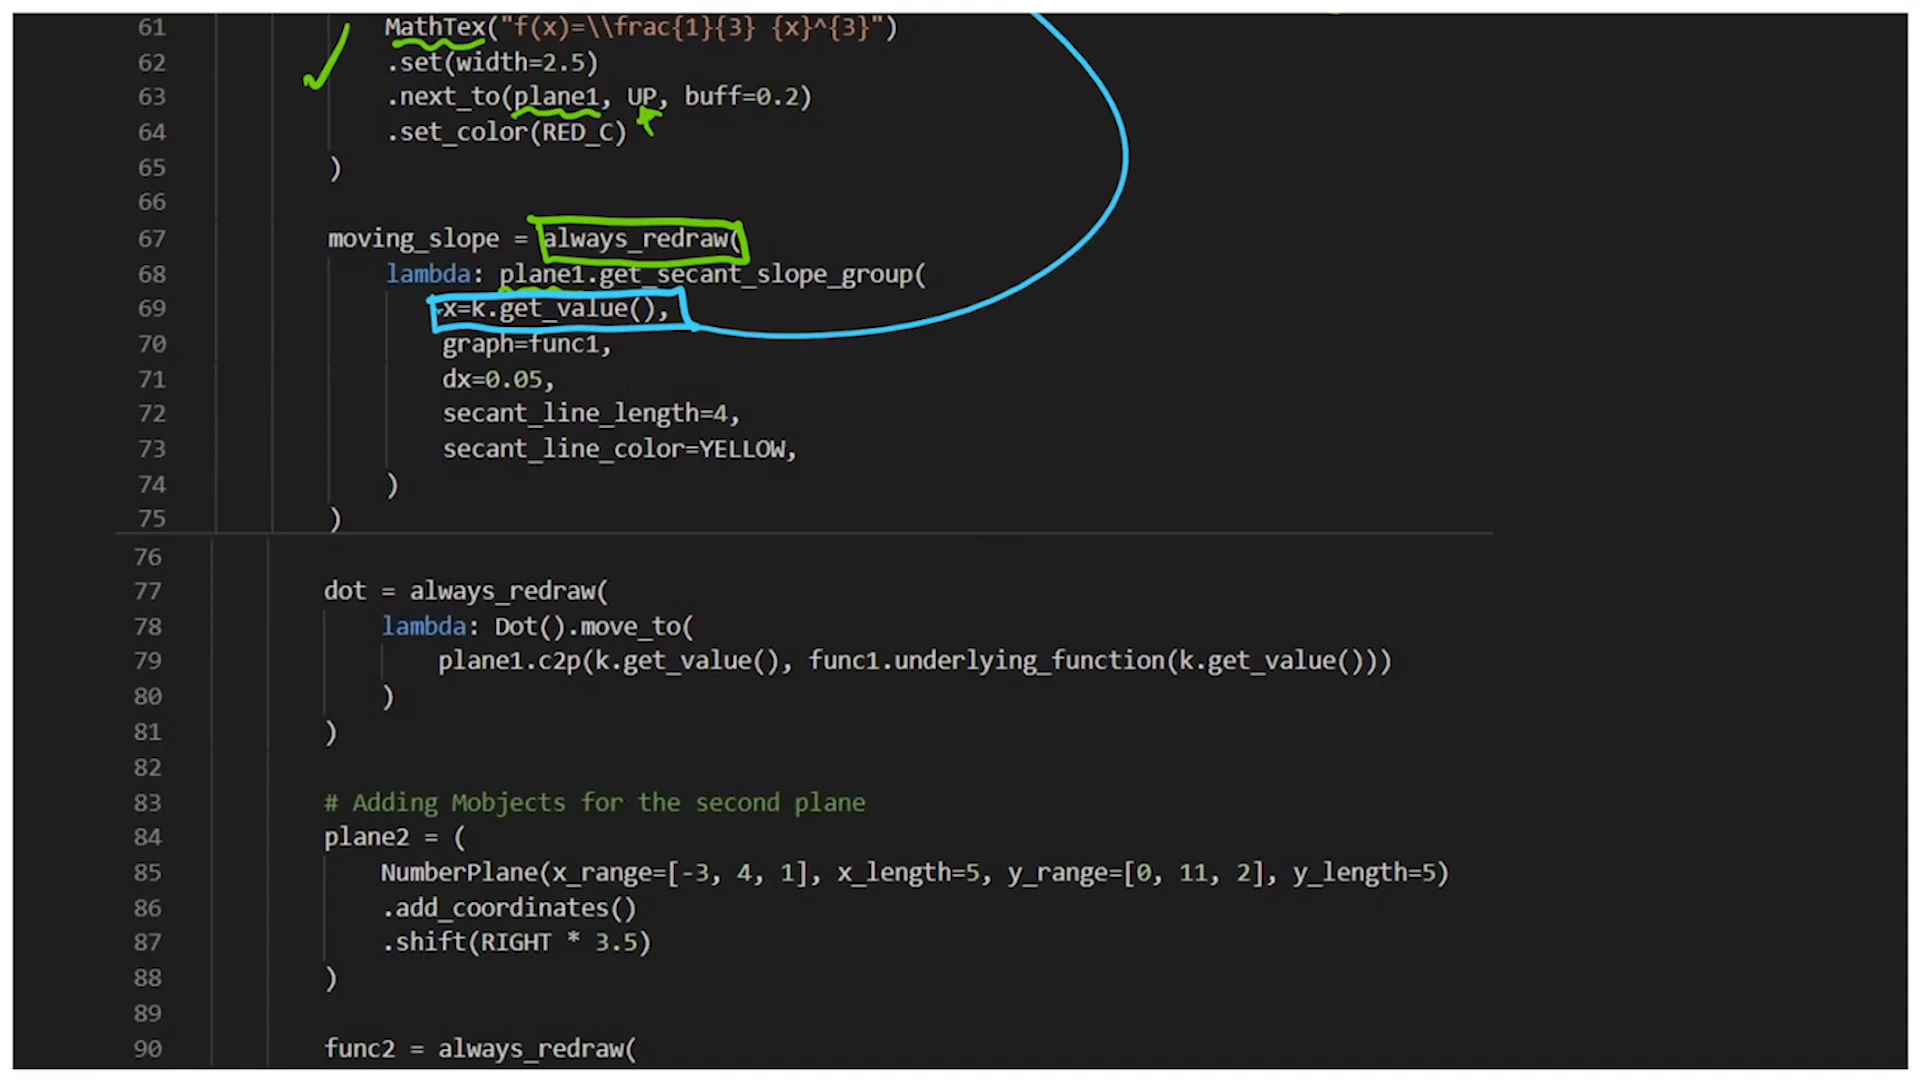 61 MathTex("f(x)=\\frac{1}{3} {x}^{3}")
62 .set(width=2.5)
63 .next_to(plane1, UP, buff=0.2)
64 .set_color(RED_C)
65 )
66
67 moving_slope = always_redraw(
68 lambda: plane1.get_secant_slope_group(
69 x=k.get_value(),
70 graph=func1,
71 dx=0.05,
72 secant_line_length=4,
73 secant_line_color=YELLOW,
74 )
75 )
76
77 dot = always_redraw(
78 lambda: Dot().move_to(
79 plane1.c2p(k.get_value(), func1.underlying_function(k.get_value()))
80 )
81 )
82
83 # Adding Mobjects for the second plane
84 plane2 = (
85 NumberPlane(x_range=[-3, 4, 1], x_length=5, y_range=[0, 11, 2], y_length=5)
86 .add_coordinates()
87 .shift(RIGHT * 3.5)
88 )
89
90 func2 = always_redraw(